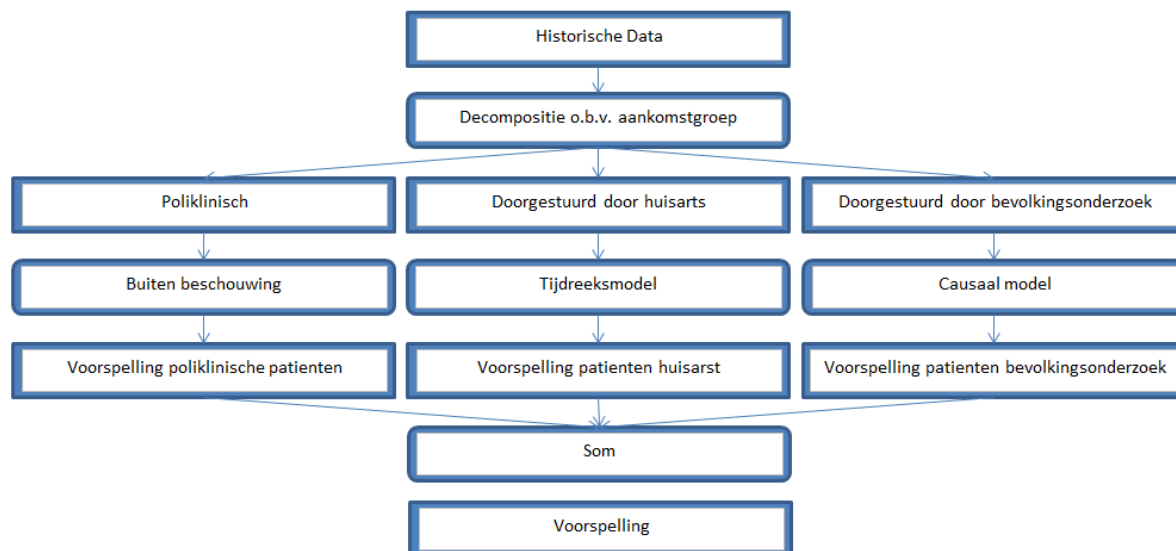 Historische Data
Decompositie o.b.v. aankomstgroep
Poliklinisch
Doorgestuurd door huisarts
Doorgestuurd door bevolkingsonderzoek
Buiten beschouwing
Tijdreeksmodel
Causaal model
Voorspelling poliklinische patienten
Voorspelling patienten huisarst
Voorspelling patienten bevolkingsonderzoek
Som
Voorspelling